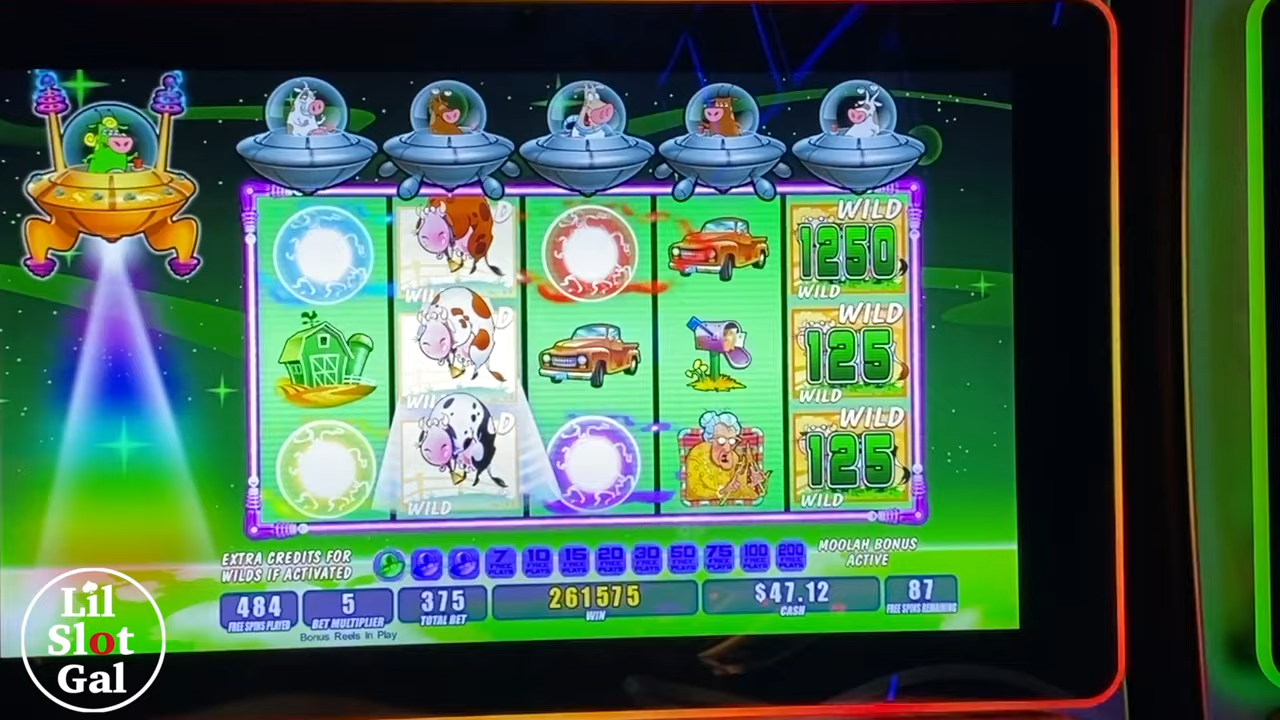 WILD
1250
WILD
WILD
125
WILD
WILD
125
WILD
WILD
EXTRA CREDITS FOR
WILDS IF ACTIVATED
7 FREE PLAYS
10 FREE PLAYS
15 FREE PLAYS
20 FREE PLAYS
30 FREE PLAYS
50 FREE PLAYS
75 FREE PLAYS
100 FREE PLAYS
200 FREE PLAYS
MOOLAH BONUS
ACTIVE
484
FREE SPINS PLAYED
5
BET MULTIPLIER
375
TOTAL BET
261575
WIN
$47.12
CASH
87
FREE SPINS REMAINING
Bonus Reels In Play
Lil
Slot
Gal